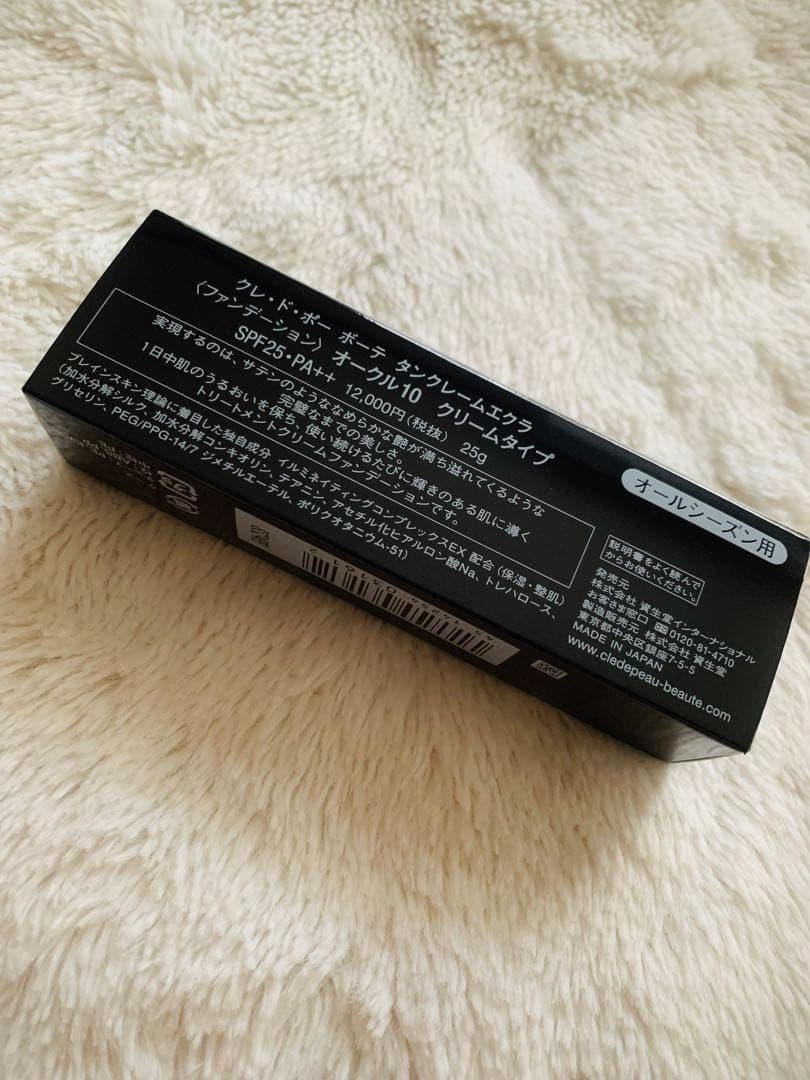 クレ・ド・ポー ボーテ タンクレームエクラ
〈ファンデーション〉 オークル10 クリームタイプ
SPF25・PA++ 12,000円(税抜) 25g
実現するのは、サテンのようななめらかな艶が満ち溢れてくるような
完璧なまでの美しさ。
1日中肌のうるおいを保ち、使い続けるたびに輝きのある肌に導く
トリートメントクリームファンデーションです。
ブレインスキン理論に着目した独自成分 イルミネイティングコンプレックスEX 配合(保湿・整肌)
(加水分解シルク、加水分解コンキオリン、テアニン、アセチル化ヒアルロン酸Na、トレハロース、
グリセリン、PEG/PPG-14/7 ジメチルエーテル、ポリクオタニウム-51)
オールシーズン用
説明書をよく読んで
からお使いください。
発売元
株式会社 資生堂インターナショナル
お客さま窓口 0120-81-4710
製造販売元 株式会社 資生堂
東京都中央区銀座7-5-5
MADE IN JAPAN
www.cledepeau-beaute.com